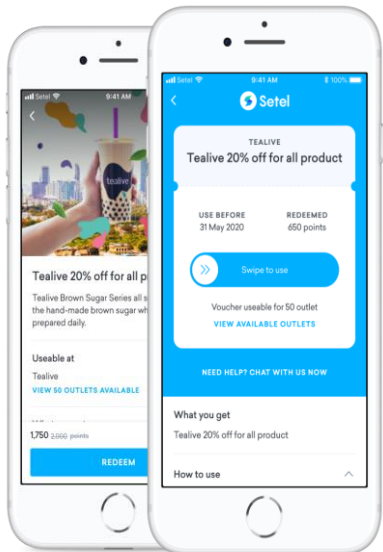 Setel
9:41 AM
tealive
Tealive 20% off for all p
Tealive Brown Sugar Series all s
the hand-made brown sugar wh
prepared daily.
Useable at
Tealive
VIEW 50 OUTLETS AVAILABLE
1,750 2,000 points
REDEEM
Setel
9:41 AM
100%
Setel
TEALIVE
Tealive 20% off for all product
USE BEFORE
REDEEMED
31 May 2020
650 points
Swipe to use
Voucher useable for 50 outlet
VIEW AVAILABLE OUTLETS
NEED HELP? CHAT WITH US NOW
What you get
Tealive 20% off for all product
How to use